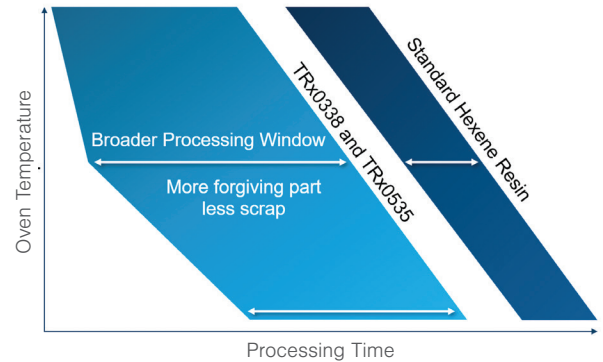 Oven Temperature
Broader Processing Window
More forgiving part
less scrap
TRx0338 and TRx0535
Standard Hexene Resin
Processing Time